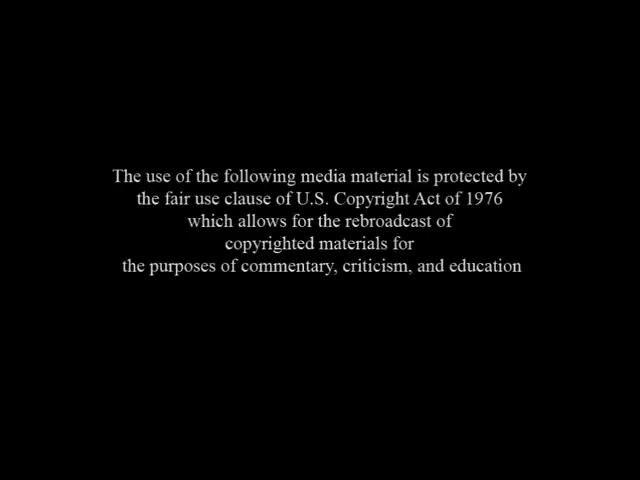 The use of the following media material is protected by
the fair use clause of U.S. Copyright Act of 1976
which allows for the rebroadcast of
copyrighted materials for
the purposes of commentary, criticism, and education